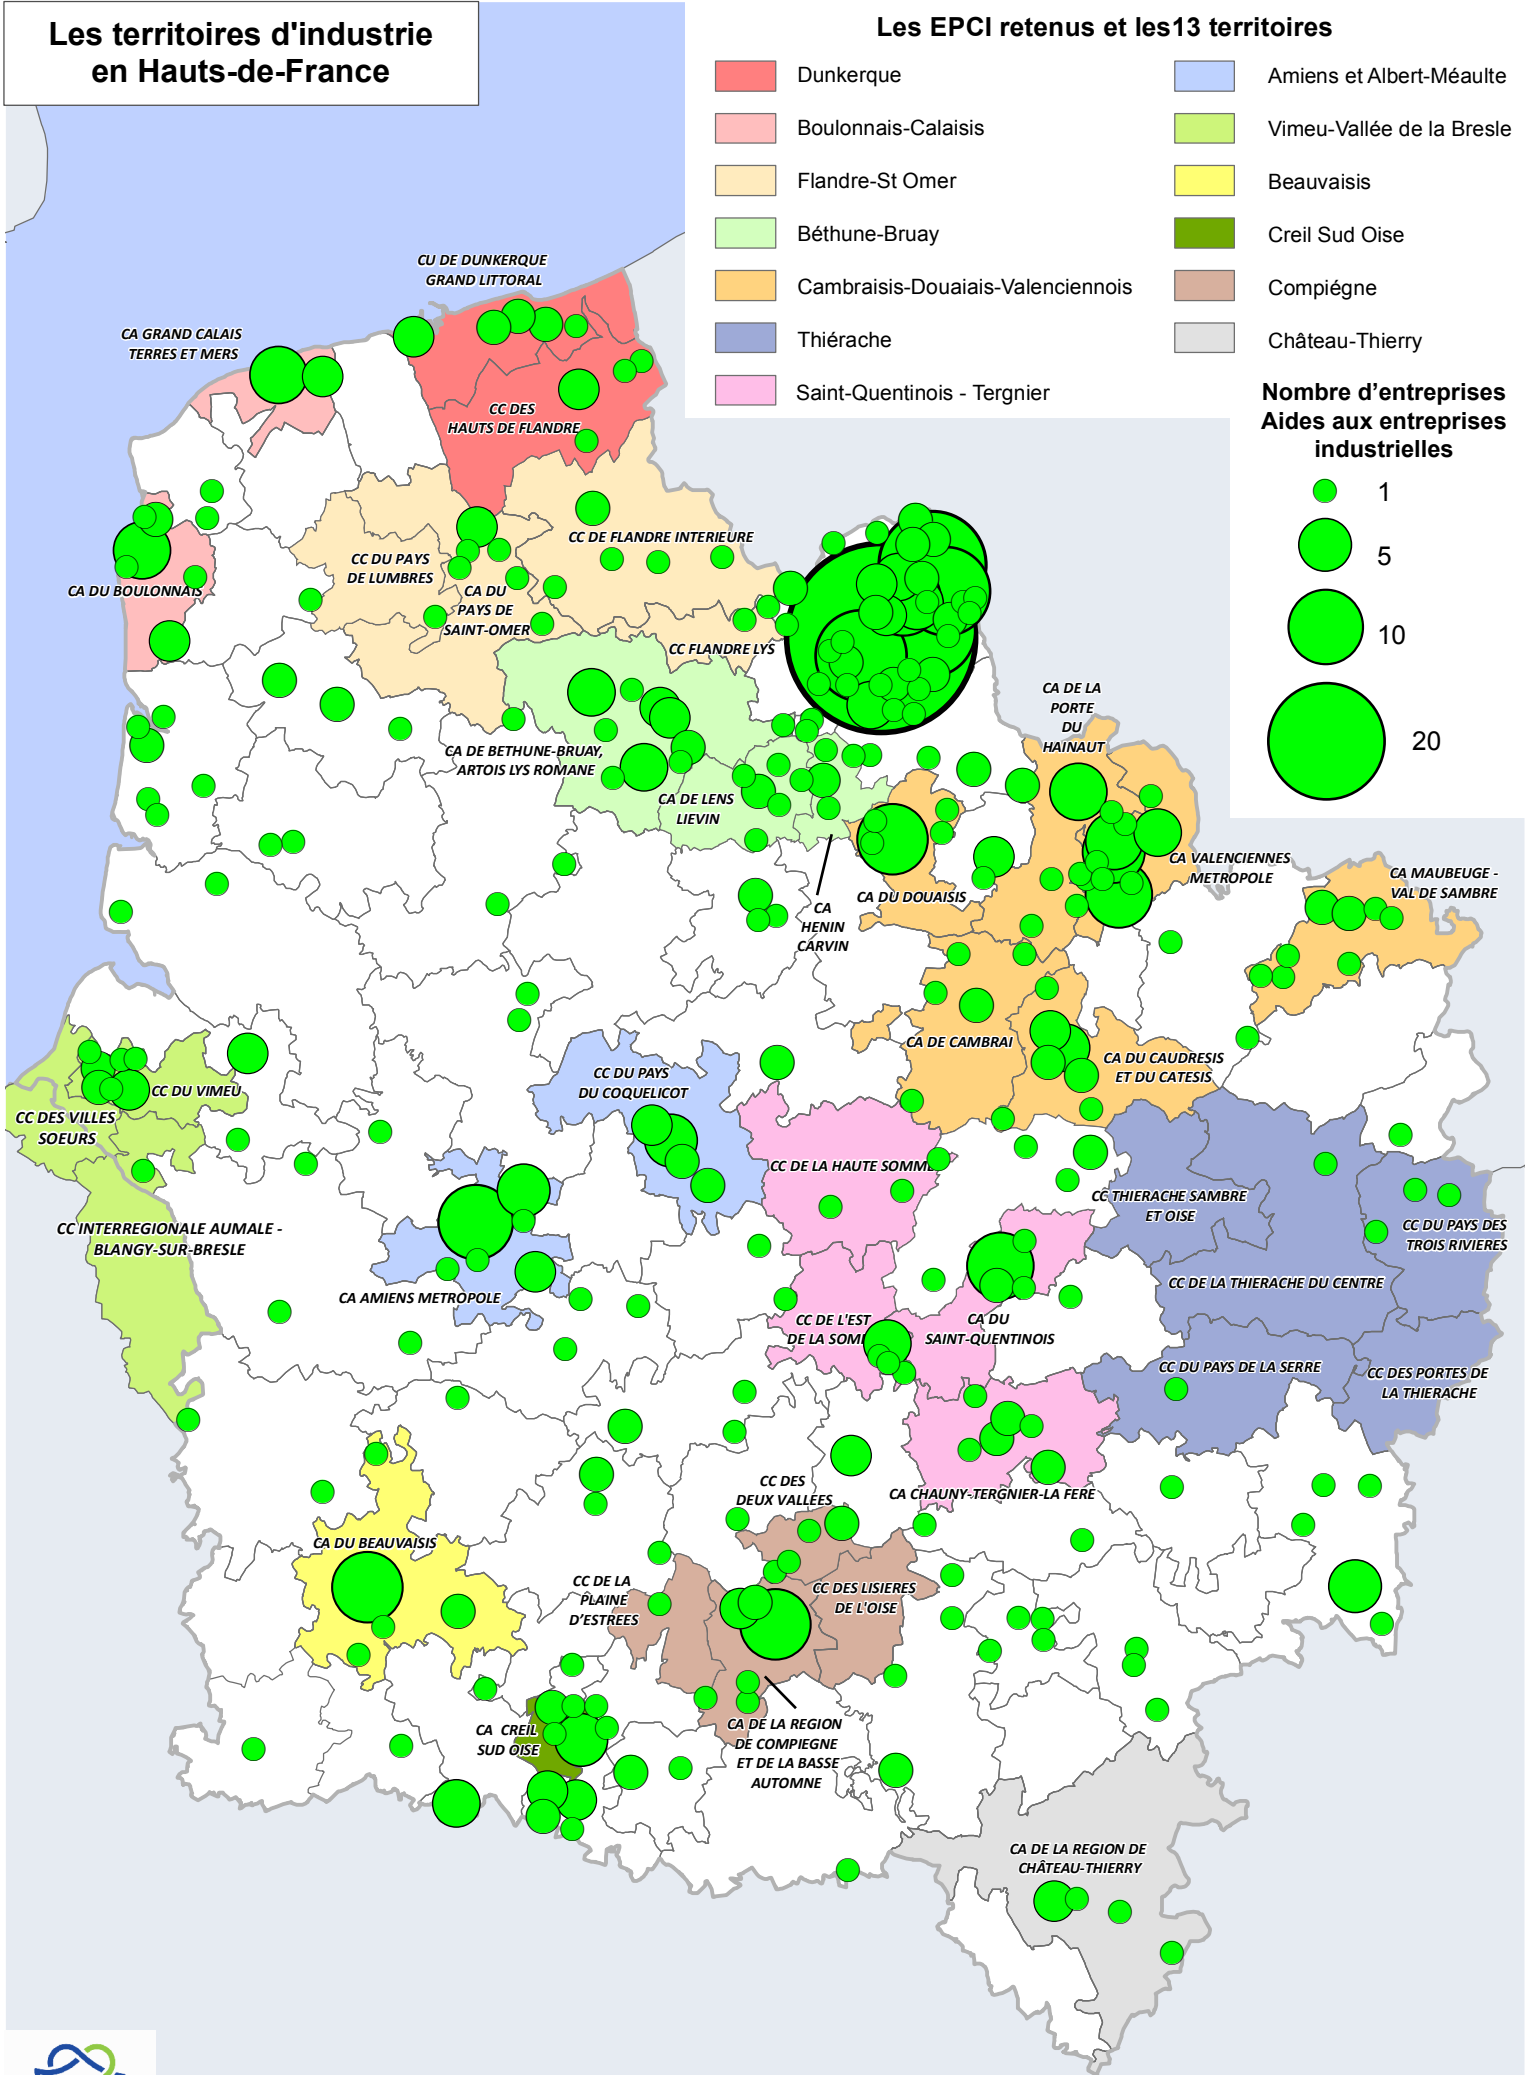 Les territoires d'industrie
en Hauts-de-France
Les EPCI retenus et les13 territoires
Dunkerque
Boulonnais-Calaisis
Flandre-St Omer
Béthune-Bruay
Cambraisis-Douaiais-Valenciennois
Thiérache
Saint-Quentinois - Tergnier
Amiens et Albert-Méaulte
Vimeu-Vallée de la Bresle
Beauvaisis
Creil Sud Oise
Compiégne
Château-Thierry
Nombre d'entreprises
Aides aux entreprises
industrielles
1
5
10
20
CU DE DUNKERQUE
GRAND LITTORAL
CA GRAND CALAIS
TERRES ET MERS
CC DES
HAUTS DE FLANDRE
CC DE FLANDRE INTERIEURE
CC DU PAYS
DE LUMBRES
CA DU BOULONNAIS
CA DU
PAYS DE
SAINT-OMER
CC FLANDRE LYS
CA DE LA
PORTE
DU
HAINAUT
CA DE BETHUNE-BRUAY,
ARTOIS LYS ROMANE
CA DE LENS
LIEVIN
CA VALENCIENNES
METROPOLE
CA MAUBEUGE -
VAL DE SAMBRE
CA DU DOUAISIS
CA
HENIN
CARVIN
CA DE CAMBRAI
CA DU CAUDRESIS
ET DU CATESIS
CC DU PAYS
DU COQUELICOT
CC DU VIMEU
CC DES VILLES
SOEURS
CC DE LA HAUTE SOMME
CC THIERACHE SAMBRE
ET OISE
CC DU PAYS DES
TROIS RIVIERES
CC INTERREGIONALE AUMALE -
BLANGY-SUR-BRESLE
CC DE LA THIERACHE DU CENTRE
CA AMIENS METROPOLE
CC DE L'EST
DE LA SOMME
CA DU
SAINT-QUENTINOIS
CC DU PAYS DE LA SERRE
CC DES PORTES DE
LA THIERACHE
CC DES
DEUX VALLÉES
CA CHAUNY-TERGNIER-LA FERE
CA DU BEAUVAISIS
CC DE LA
PLAINE
D'ESTREES
CC DES LISIERES
DE L'OISE
CA CREIL
SUD OISE
CA DE LA REGION
DE COMPIEGNE
ET DE LA BASSE
AUTOMNE
CA DE LA REGION DE
CHÂTEAU-THIERRY